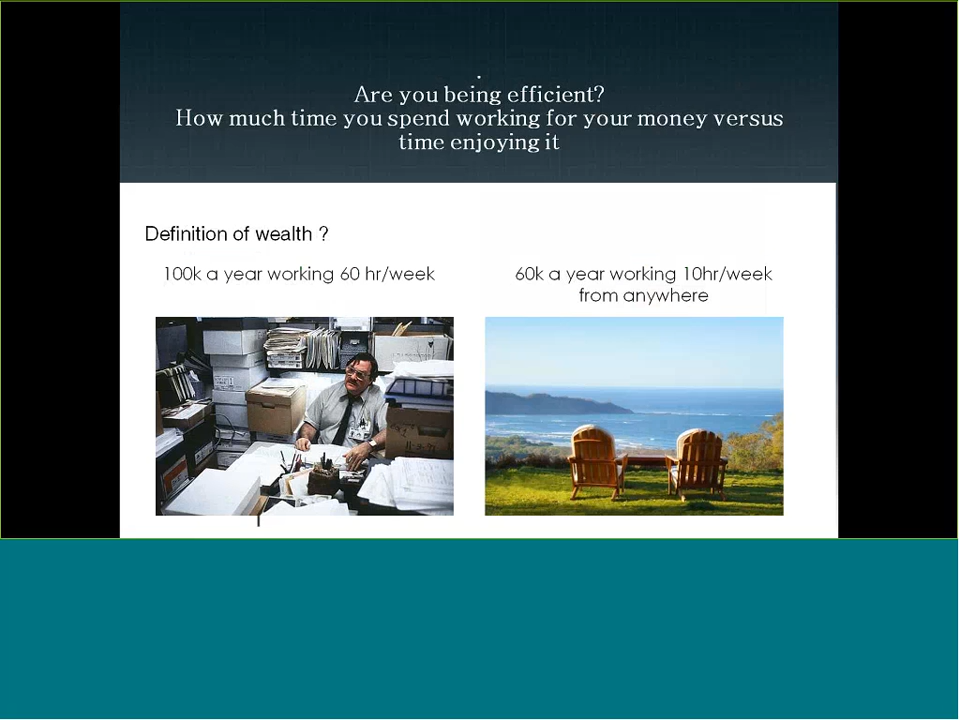 .
Are you being efficient?
How much time you spend working for your money versus
time enjoying it
Definition of wealth ?
100k a year working 60 hr/week
60k a year working 10hr/week
from anywhere